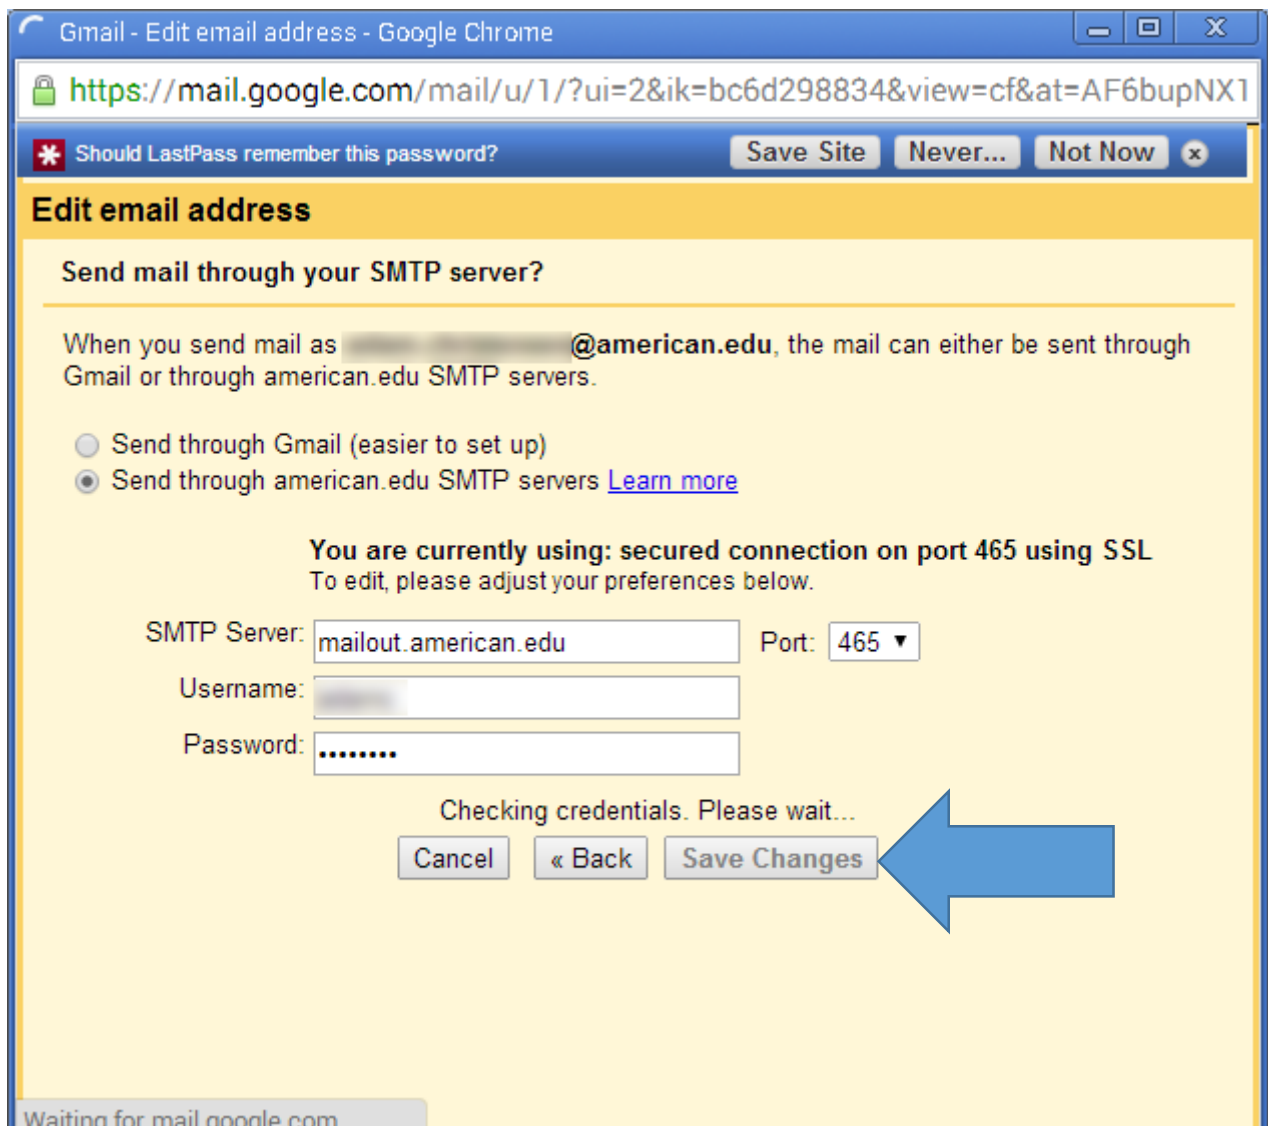 Gmail - Edit email address - Google Chrome
https://mail.google.com/mail/u/1/?ui=2&ik=bc6d298834&view=cf&at=AF6bupNX1
Should LastPass remember this password? Save Site Never... Not Now
Edit email address
Send mail through your SMTP server?
When you send mail as @american.edu, the mail can either be sent through
Gmail or through american.edu SMTP servers.
Send through Gmail (easier to set up)
Send through american.edu SMTP servers Learn more
You are currently using: secured connection on port 465 using SSL
To edit, please adjust your preferences below.
SMTP Server: mailout.american.edu Port: 465
Username:
Password: ••••••••
Checking credentials. Please wait...
Cancel « Back Save Changes
Waiting for mail.google.com